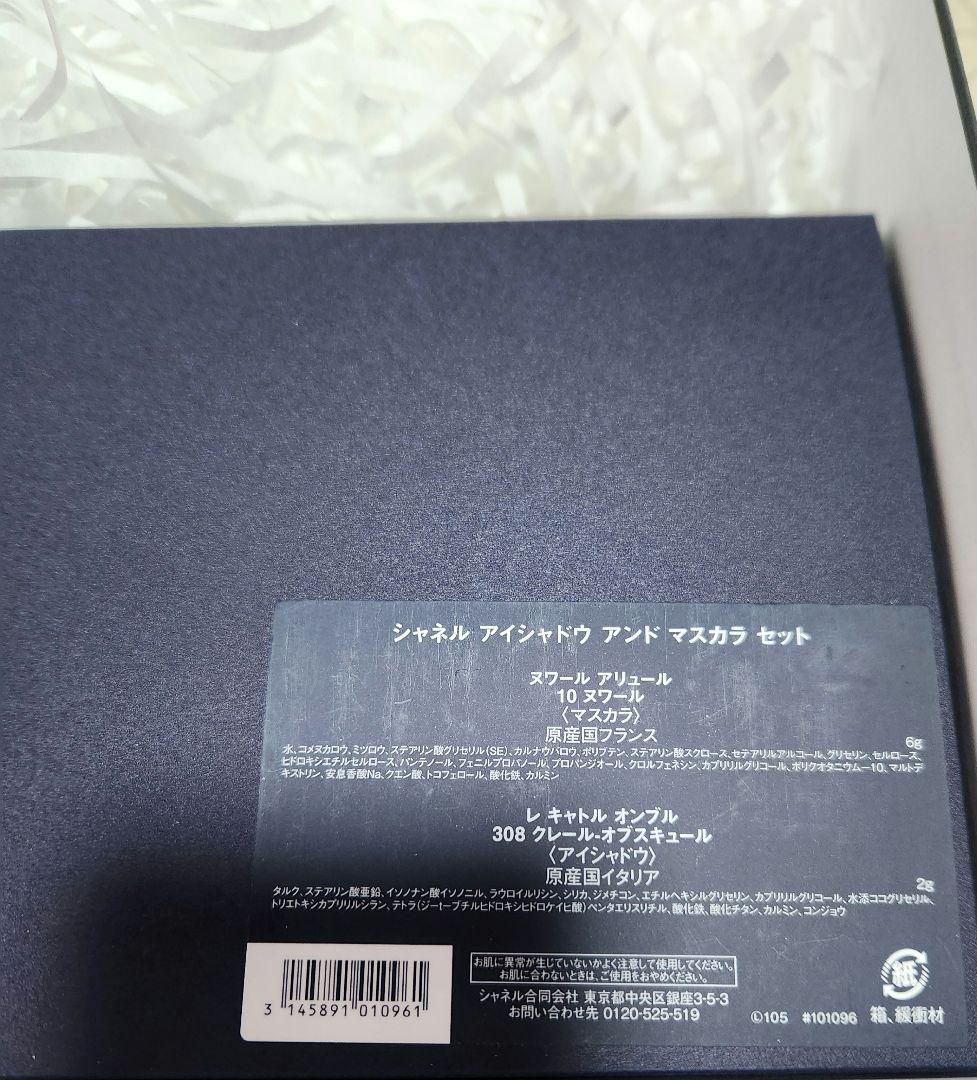 シャネル アイシャドウ アンド マスカラ セット
ヌワール アリュール
10 ヌワール
〈マスカラ〉
原産国フランス
6g
水、コメヌカロウ、ミツロウ、ステアリン酸グリセリル(SE)、カルナウバロウ、ポリブテン、ステアリン酸スクロース、セテアリルアルコール、グリセリン、セルロース、
ヒドロキシエチルセルロース、パンテノール、フェニルプロパノール、プロパンジオール、クロルフェネシン、カプリリルグリコール、ポリクオタニウム-10、マルトデ
キストリン、安息香酸Na、クエン酸、トコフェロール、酸化鉄、カルミン
レ キャトル オンブル
308 クレール-オブスキュール
〈アイシャドウ〉
原産国イタリア
2g
タルク、ステアリン酸亜鉛、イソノナン酸イソノニル、ラウロイルリシン、シリカ、ジメチコン、エチルヘキシルグリセリン、カプリリルグリコール、水添ココグリセリル、
トリエトキシカプリリルシラン、テトラ(ジ-t-ブチルヒドロキシヒドロケイヒ酸)ペンタエリスリチル、酸化鉄、酸化チタン、カルミン、コンジョウ
お肌に異常が生じていないかよく注意して使用してください。
お肌に合わないときは、ご使用をおやめください。
シャネル合同会社 東京都中央区銀座3-5-3
お問い合わせ先 0120-525-519
3 145891 010961
©105 #101096
紙
箱、緩衝材